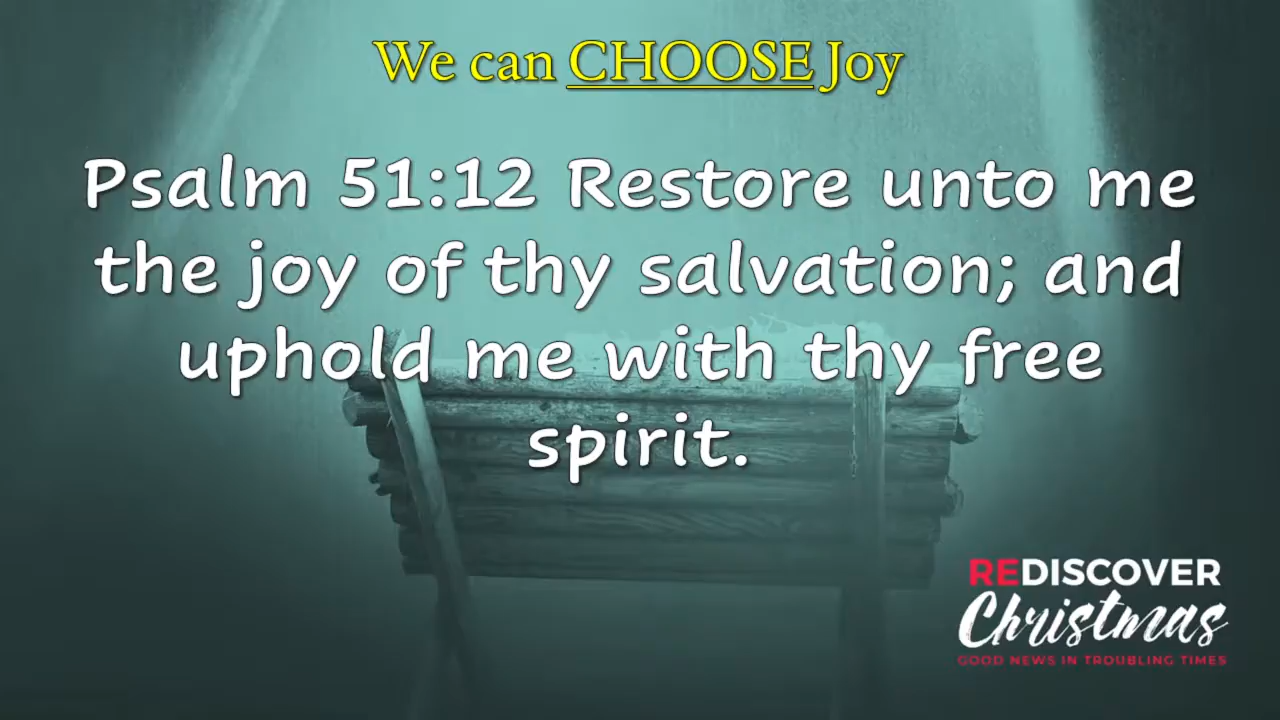 We can CHOOSE Joy
Psalm 51:12 Restore unto me
the joy of thy salvation; and
uphold me with thy free
spirit.
REDISCOVER
Christmas
GOOD NEWS IN TROUBLING TIMES